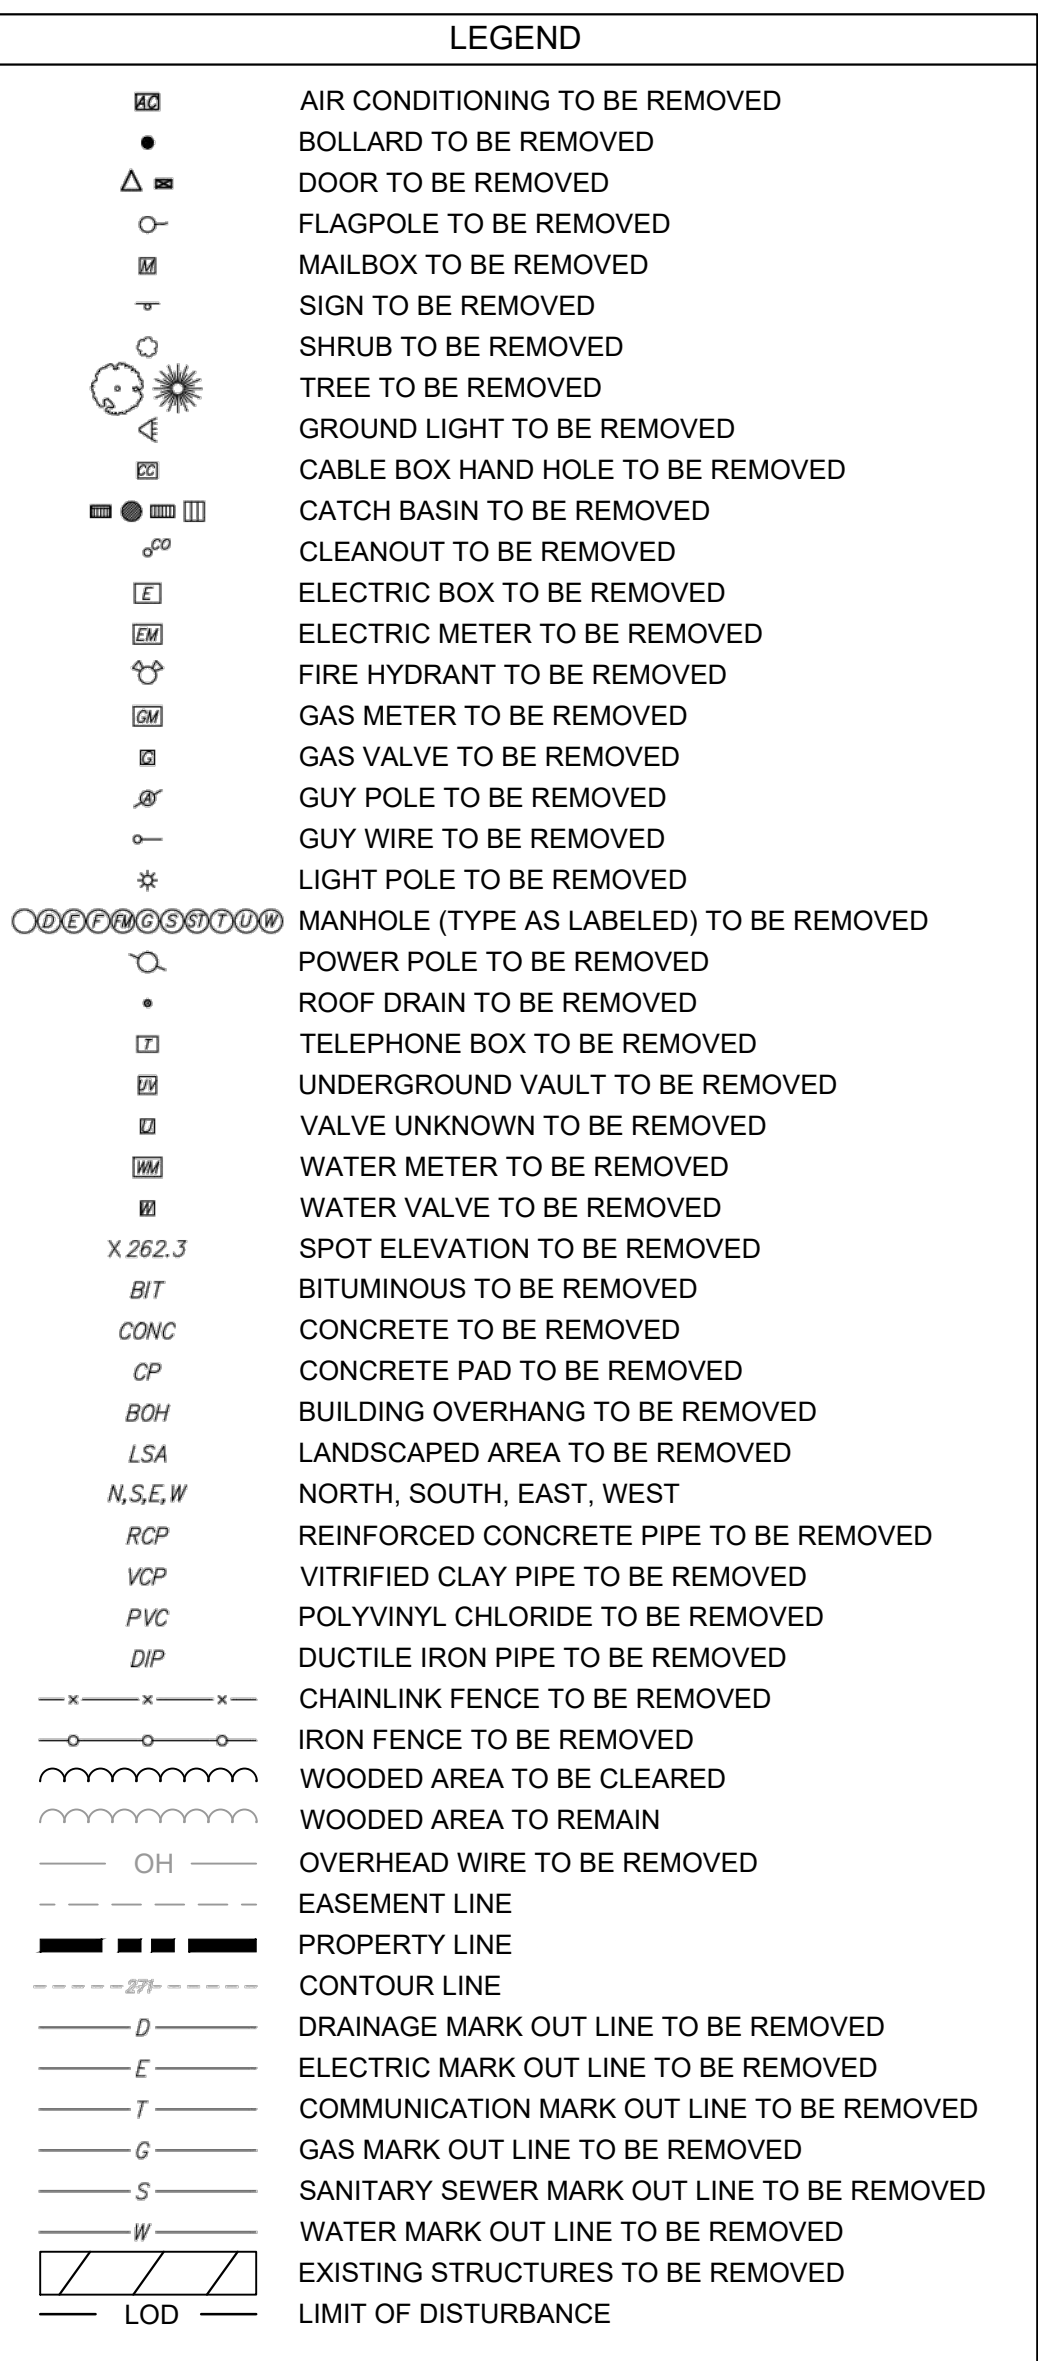 LEGEND
AC AIR CONDITIONING TO BE REMOVED
BOLLARD TO BE REMOVED
DOOR TO BE REMOVED
FLAGPOLE TO BE REMOVED
M MAILBOX TO BE REMOVED
SIGN TO BE REMOVED
SHRUB TO BE REMOVED
TREE TO BE REMOVED
GROUND LIGHT TO BE REMOVED
CC CABLE BOX HAND HOLE TO BE REMOVED
CATCH BASIN TO BE REMOVED
CO CLEANOUT TO BE REMOVED
E ELECTRIC BOX TO BE REMOVED
EM ELECTRIC METER TO BE REMOVED
FIRE HYDRANT TO BE REMOVED
GM GAS METER TO BE REMOVED
G GAS VALVE TO BE REMOVED
A GUY POLE TO BE REMOVED
GUY WIRE TO BE REMOVED
LIGHT POLE TO BE REMOVED
D E F FM G S ST T U W MANHOLE (TYPE AS LABELED) TO BE REMOVED
POWER POLE TO BE REMOVED
ROOF DRAIN TO BE REMOVED
T TELEPHONE BOX TO BE REMOVED
UV UNDERGROUND VAULT TO BE REMOVED
U VALVE UNKNOWN TO BE REMOVED
WM WATER METER TO BE REMOVED
W WATER VALVE TO BE REMOVED
X 262.3 SPOT ELEVATION TO BE REMOVED
BIT BITUMINOUS TO BE REMOVED
CONC CONCRETE TO BE REMOVED
CP CONCRETE PAD TO BE REMOVED
BOH BUILDING OVERHANG TO BE REMOVED
LSA LANDSCAPED AREA TO BE REMOVED
N,S,E,W NORTH, SOUTH, EAST, WEST
RCP REINFORCED CONCRETE PIPE TO BE REMOVED
VCP VITRIFIED CLAY PIPE TO BE REMOVED
PVC POLYVINYL CHLORIDE TO BE REMOVED
DIP DUCTILE IRON PIPE TO BE REMOVED
CHAINLINK FENCE TO BE REMOVED
IRON FENCE TO BE REMOVED
WOODED AREA TO BE CLEARED
WOODED AREA TO REMAIN
OH OVERHEAD WIRE TO BE REMOVED
EASEMENT LINE
PROPERTY LINE
271 CONTOUR LINE
D DRAINAGE MARK OUT LINE TO BE REMOVED
E ELECTRIC MARK OUT LINE TO BE REMOVED
T COMMUNICATION MARK OUT LINE TO BE REMOVED
G GAS MARK OUT LINE TO BE REMOVED
S SANITARY SEWER MARK OUT LINE TO BE REMOVED
W WATER MARK OUT LINE TO BE REMOVED
EXISTING STRUCTURES TO BE REMOVED
LOD LIMIT OF DISTURBANCE